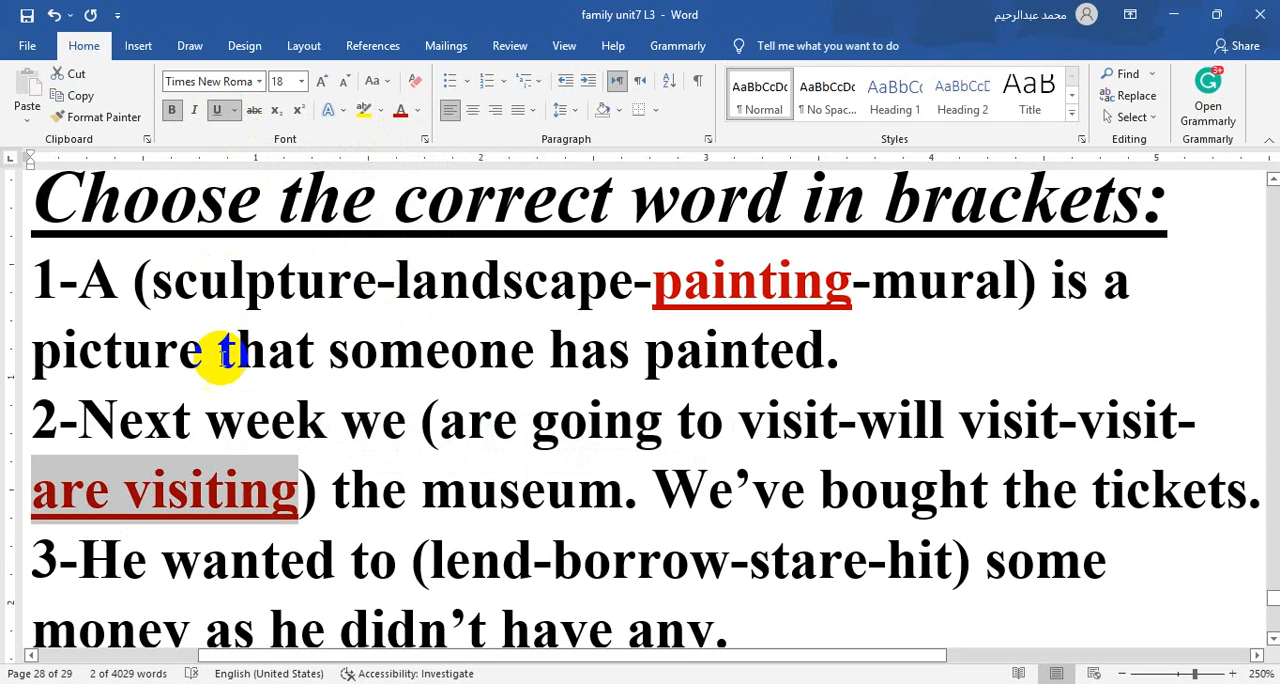 family unit7 L3 - Word
محمد عبدالرحيم
File Home Insert Draw Design Layout References Mailings Review View Help Grammarly Tell me what you want to do Share
Paste Cut Copy Format Painter
Times New Roma 18
AaBbCcDc AaBbCcDc AaBbCc AaBbCcD AaB
¶ Normal ¶ No Spac... Heading 1 Heading 2 Title
Find Replace Select
Open Grammarly
Clipboard Font Paragraph Styles Editing Grammarly
1 2 3 4 5
Choose the correct word in brackets:
1-A (sculpture-landscape-painting-mural) is a
picture that someone has painted.
2-Next week we (are going to visit-will visit-visit-
are visiting) the museum. We’ve bought the tickets.
3-He wanted to (lend-borrow-stare-hit) some
money as he didn’t have any.
Page 28 of 29 2 of 4029 words English (United States) Accessibility: Investigate 250%